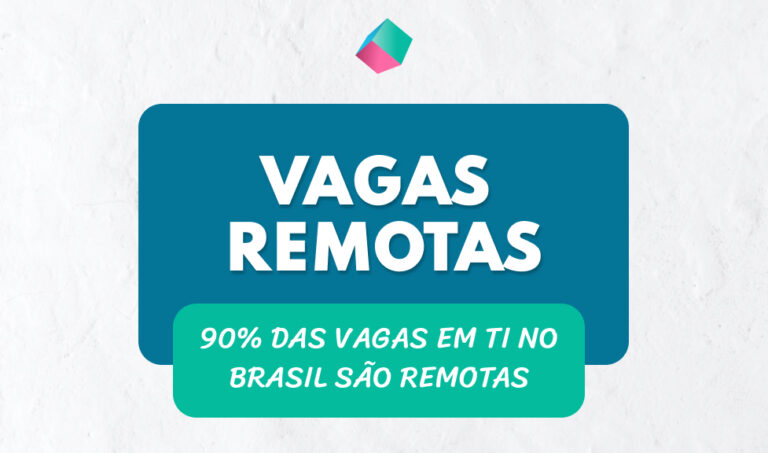 VAGAS
REMOTAS
90% DAS VAGAS EM TI NO
BRASIL SÃO REMOTAS